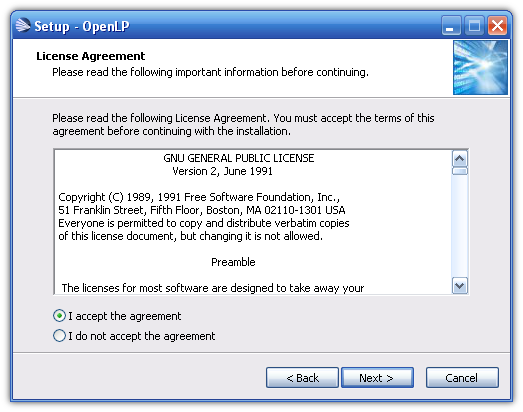 Setup - OpenLP
License Agreement
Please read the following important information before continuing.
Please read the following License Agreement. You must accept the terms of this
agreement before continuing with the installation.
GNU GENERAL PUBLIC LICENSE
Version 2, June 1991
Copyright (C) 1989, 1991 Free Software Foundation, Inc.,
51 Franklin Street, Fifth Floor, Boston, MA 02110-1301 USA
Everyone is permitted to copy and distribute verbatim copies
of this license document, but changing it is not allowed.
Preamble
The licenses for most software are designed to take away your
I accept the agreement
I do not accept the agreement
< Back
Next >
Cancel